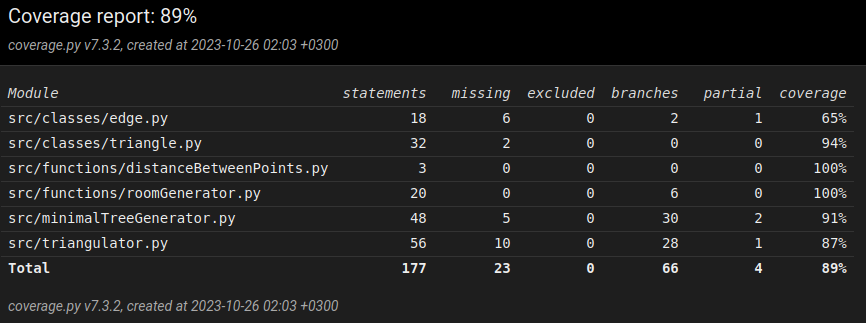 Coverage report: 89%
coverage.py v7.3.2, created at 2023-10-26 02:03 +0300
Module statements missing excluded branches partial coverage
src/classes/edge.py 18 6 0 2 1 65%
src/classes/triangle.py 32 2 0 0 0 94%
src/functions/distanceBetweenPoints.py 3 0 0 0 0 100%
src/functions/roomGenerator.py 20 0 0 6 0 100%
src/minimalTreeGenerator.py 48 5 0 30 2 91%
src/triangulator.py 56 10 0 28 1 87%
Total 177 23 0 66 4 89%
coverage.py v7.3.2, created at 2023-10-26 02:03 +0300